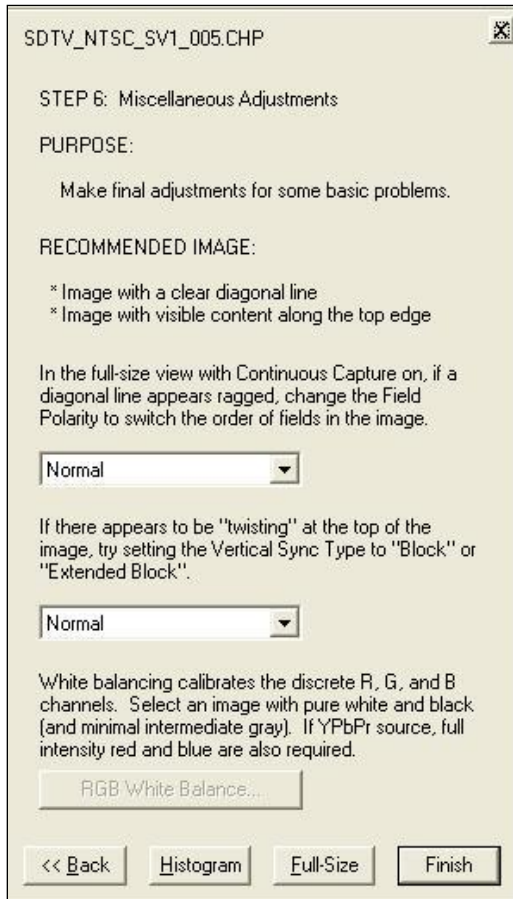 SDTV_NTSC_SV1_005.CHP
STEP 6: Miscellaneous Adjustments
PURPOSE:
Make final adjustments for some basic problems.
RECOMMENDED IMAGE:
* Image with a clear diagonal line
* Image with visible content along the top edge
In the full-size view with Continuous Capture on, if a
diagonal line appears ragged, change the Field
Polarity to switch the order of fields in the image.
Normal
If there appears to be "twisting" at the top of the
image, try setting the Vertical Sync Type to "Block" or
"Extended Block".
Normal
White balancing calibrates the discrete R, G, and B
channels. Select an image with pure white and black
(and minimal intermediate gray). If YPbPr source, full
intensity red and blue are also required.
RGB White Balance...
<< Back Histogram Full-Size Finish